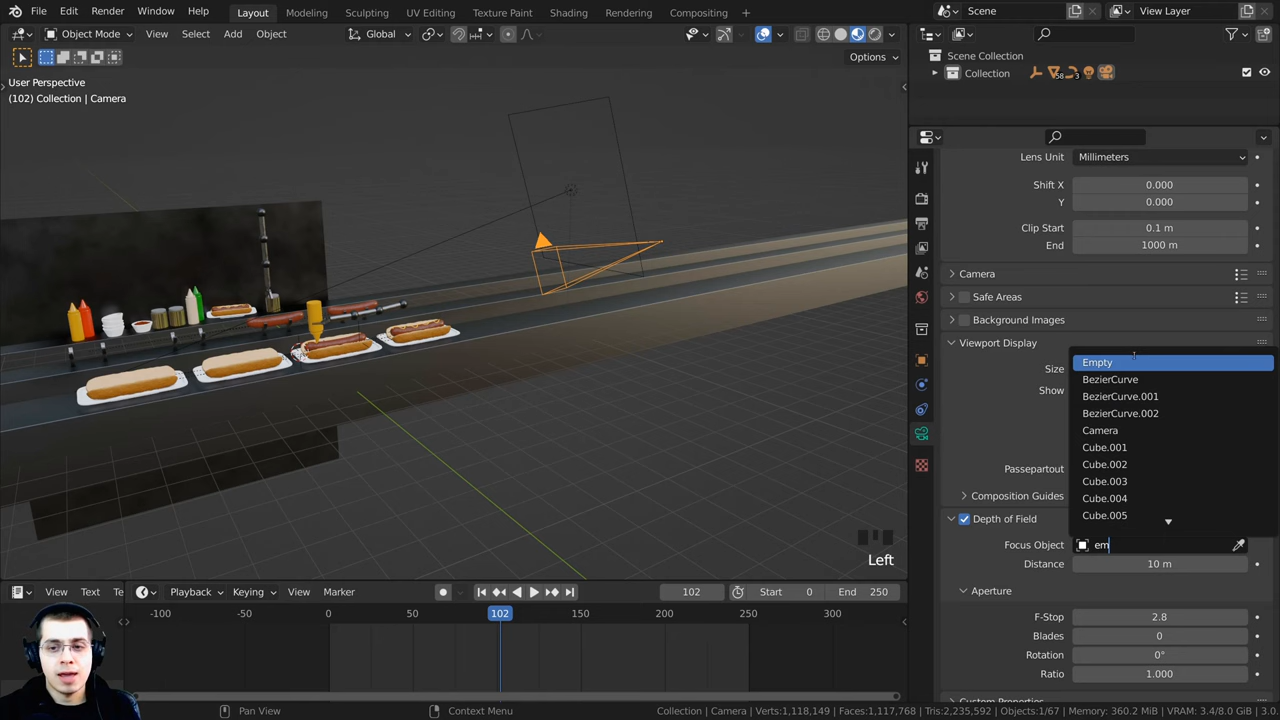 File Edit Render Window Help Layout Modeling Sculpting UV Editing Texture Paint Shading Rendering Compositing + Scene View Layer
Object Mode View Select Add Object Global
Options
User Perspective
(102) Collection | Camera
Scene Collection
Collection 58 3
Lens Unit Millimeters
Shift X 0.000
Y 0.000
Clip Start 0.1 m
End 1000 m
Camera
Safe Areas
Background Images
Viewport Display
Size
Show
Passepartout
Composition Guides
Empty
BezierCurve
BezierCurve.001
BezierCurve.002
Camera
Cube.001
Cube.002
Cube.003
Cube.004
Cube.005
Depth of Field
Focus Object em
Distance 10 m
Aperture
F-Stop 2.8
Blades 0
Rotation 0°
Ratio 1.000
Custom Properties
Left
View Te Playback Keying View Marker 102 Start 0 End 250
-100 -50 0 50 102 150 200 250 300
Pan View Context Menu Collection | Camera | Verts:1,118,149 | Faces:1,117,768 | Tris:2,235,592 | Objects:1/67 | Memory: 360.2 MiB | VRAM: 3.4/8.0 GiB | 3.0